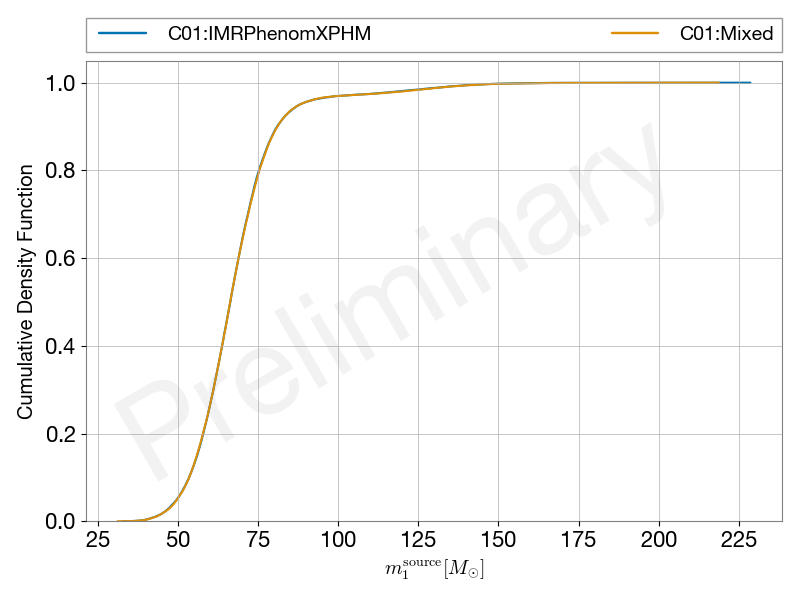 C01:IMRPhenomXPHM C01:Mixed
1.0
0.8
0.6
0.4
0.2
0.0
Cumulative Density Function
Preliminary
25 50 75 100 125 150 175 200 225
m₁^source [M⊙]